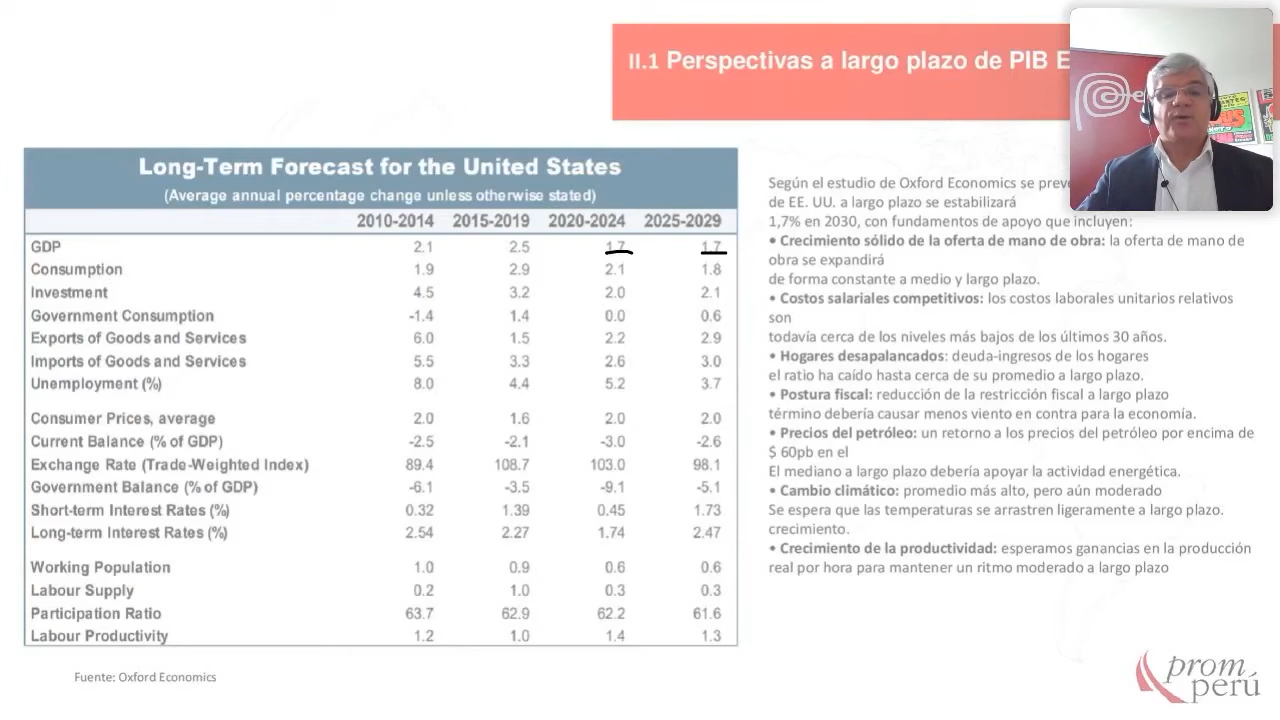 II.1 Perspectivas a largo plazo de PIB E
Long-Term Forecast for the United States
(Average annual percentage change unless otherwise stated)
2010-2014 2015-2019 2020-2024 2025-2029
GDP 2.1 2.5 1.7 1.7
Consumption 1.9 2.9 2.1 1.8
Investment 4.5 3.2 2.0 2.1
Government Consumption -1.4 1.4 0.0 0.6
Exports of Goods and Services 6.0 1.5 2.2 2.9
Imports of Goods and Services 5.5 3.3 2.6 3.0
Unemployment (%) 8.0 4.4 5.2 3.7
Consumer Prices, average 2.0 1.6 2.0 2.0
Current Balance (% of GDP) -2.5 -2.1 -3.0 -2.6
Exchange Rate (Trade-Weighted Index) 89.4 108.7 103.0 98.1
Government Balance (% of GDP) -6.1 -3.5 -9.1 -5.1
Short-term Interest Rates (%) 0.32 1.39 0.45 1.73
Long-term Interest Rates (%) 2.54 2.27 1.74 2.47
Working Population 1.0 0.9 0.6 0.6
Labour Supply 0.2 1.0 0.3 0.3
Participation Ratio 63.7 62.9 62.2 61.6
Labour Productivity 1.2 1.0 1.4 1.3
Fuente: Oxford Economics
Según el estudio de Oxford Economics se prevé
de EE. UU. a largo plazo se estabilizará
1,7% en 2030, con fundamentos de apoyo que incluyen:
• Crecimiento sólido de la oferta de mano de obra: la oferta de mano de
obra se expandirá
de forma constante a medio y largo plazo.
• Costos salariales competitivos: los costos laborales unitarios relativos
son
todavía cerca de los niveles más bajos de los últimos 30 años.
• Hogares desapalancados: deuda-ingresos de los hogares
el ratio ha caído hasta cerca de su promedio a largo plazo.
• Postura fiscal: reducción de la restricción fiscal a largo plazo
término debería causar menos viento en contra para la economía.
• Precios del petróleo: un retorno a los precios del petróleo por encima de
$ 60pb en el
El mediano a largo plazo debería apoyar la actividad energética.
• Cambio climático: promedio más alto, pero aún moderado
Se espera que las temperaturas se arrastren ligeramente a largo plazo.
crecimiento.
• Crecimiento de la productividad: esperamos ganancias en la producción
real por hora para mantener un ritmo moderado a largo plazo
prom
perú